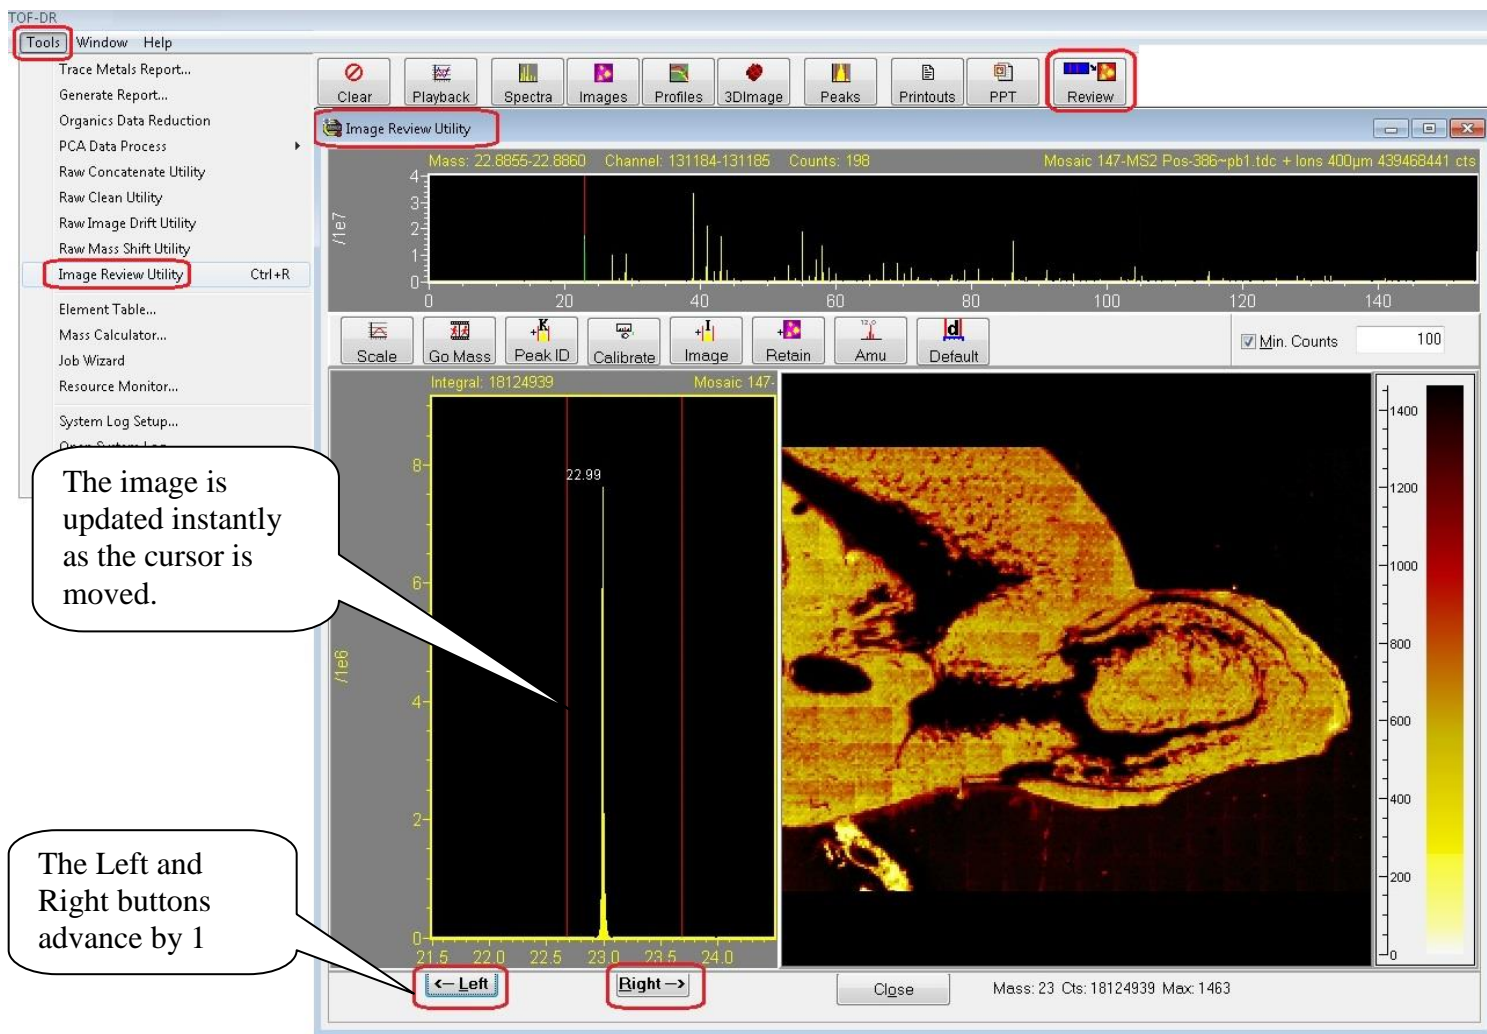 TOF-DR
Tools Window Help
Trace Metals Report...
Generate Report...
Organics Data Reduction
PCA Data Process
Raw Concatenate Utility
Raw Clean Utility
Raw Image Drift Utility
Raw Mass Shift Utility
Image Review Utility Ctrl+R
Element Table...
Mass Calculator...
Job Wizard
Resource Monitor...
System Log Setup...
Clear Playback Spectra Images Profiles 3DImage Peaks Printouts PPT Review
Image Review Utility
Mass: 22.8855-22.8860 Channel: 131184-131185 Counts: 198 Mosaic 147-MS2 Pos-386~pb1.tdc + Ions 400µm 439468441 cts
/1e7
4
3
2
1
0
0 20 40 60 80 100 120 140
Scale Go Mass Peak ID Calibrate Image Retain Amu Default
Min. Counts 100
Integral: 18124939 Mosaic 147-
22.99
/1e6
8
6
4
2
0
21.5 22.0 22.5 23.0 23.5 24.0
1400
1200
1000
800
600
400
200
0
The image is
updated instantly
as the cursor is
moved.
The Left and
Right buttons
advance by 1
<— Left Right —> Close Mass: 23 Cts: 18124939 Max: 1463